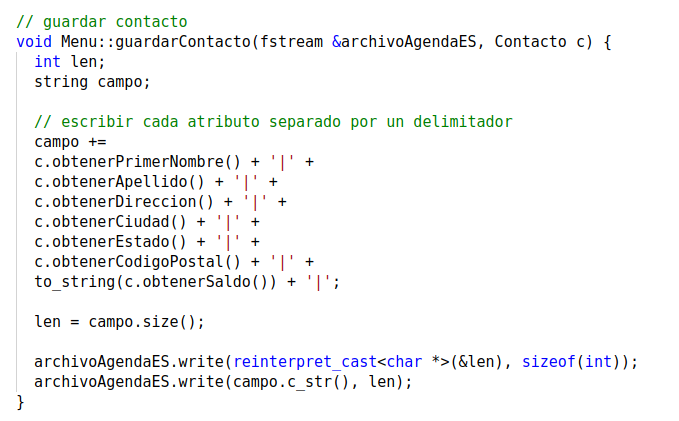 // guardar contacto
void Menu::guardarContacto(fstream &archivoAgendaES, Contacto c) {
int len;
string campo;
// escribir cada atributo separado por un delimitador
campo +=
c.obtenerPrimerNombre() + '|' +
c.obtenerApellido() + '|' +
c.obtenerDireccion() + '|' +
c.obtenerCiudad() + '|' +
c.obtenerEstado() + '|' +
c.obtenerCodigoPostal() + '|' +
to_string(c.obtenerSaldo()) + '|';
len = campo.size();
archivoAgendaES.write(reinterpret_cast<char *>(&len), sizeof(int));
archivoAgendaES.write(campo.c_str(), len);
}